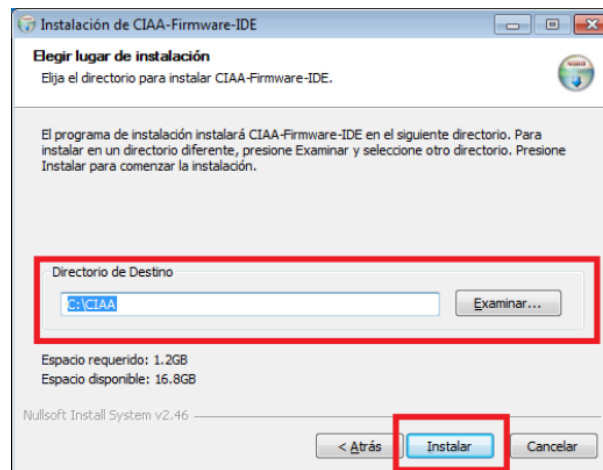 Instalación de CIAA-Firmware-IDE
Elegir lugar de instalación
Elija el directorio para instalar CIAA-Firmware-IDE.
El programa de instalación instalará CIAA-Firmware-IDE en el siguiente directorio. Para
instalar en un directorio diferente, presione Examinar y seleccione otro directorio. Presione
Instalar para comenzar la instalación.
Directorio de Destino
C:\CIAA
Examinar...
Espacio requerido: 1.2GB
Espacio disponible: 16.8GB
Nullsoft Install System v2.46
< Atrás Instalar Cancelar